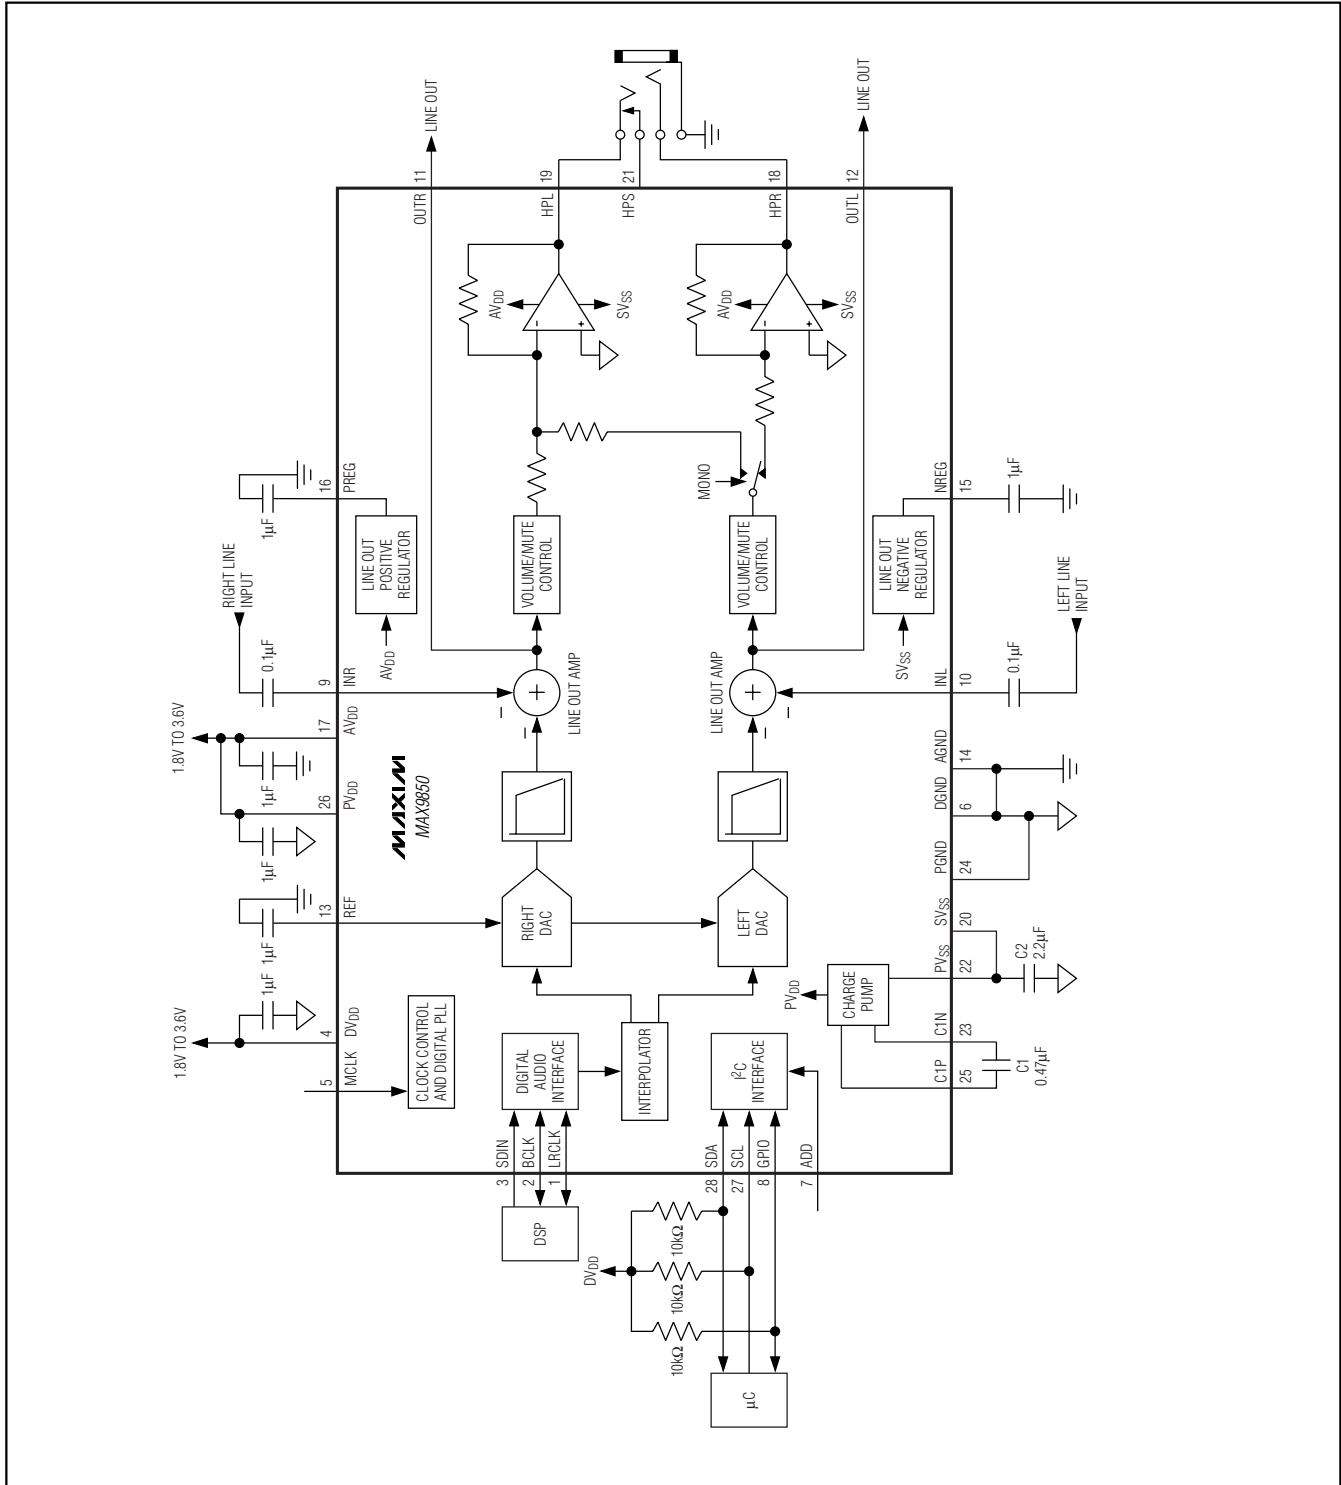 1.8V TO 3.6V
1.8V TO 3.6V
RIGHT LINE
INPUT
1µF
1µF
1µF
1µF
0.1µF
1µF
5
4
13
26
17
9
16
MCLK
DVDD
REF
PVDD
AVDD
INR
PREG
CLOCK CONTROL
AND DIGITAL PLL
MAXIM
MAX9850
AVDD
LINE OUT
POSITIVE
REGULATOR
OUTR
11
LINE OUT
DSP
3
2
1
SDIN
BCLK
LRCLK
DIGITAL
AUDIO
INTERFACE
RIGHT
DAC
LINE OUT AMP
+
VOLUME/MUTE
CONTROL
AVDD
SVSS
-
+
HPL
19
HPS
21
INTERPOLATOR
DVDD
10kΩ
10kΩ
10kΩ
µC
28
27
8
7
SDA
SCL
GPIO
ADD
I2C
INTERFACE
LEFT
DAC
LINE OUT AMP
+
VOLUME/MUTE
CONTROL
MONO
AVDD
SVSS
-
+
HPR
18
OUTL
12
LINE OUT
PVDD
CHARGE
PUMP
SVSS
LINE OUT
NEGATIVE
REGULATOR
C1P
C1N
PVSS
SVSS
PGND
DGND
AGND
INL
NREG
25
23
22
20
24
6
14
10
15
C1
0.47µF
C2
2.2µF
0.1µF
1µF
LEFT LINE
INPUT